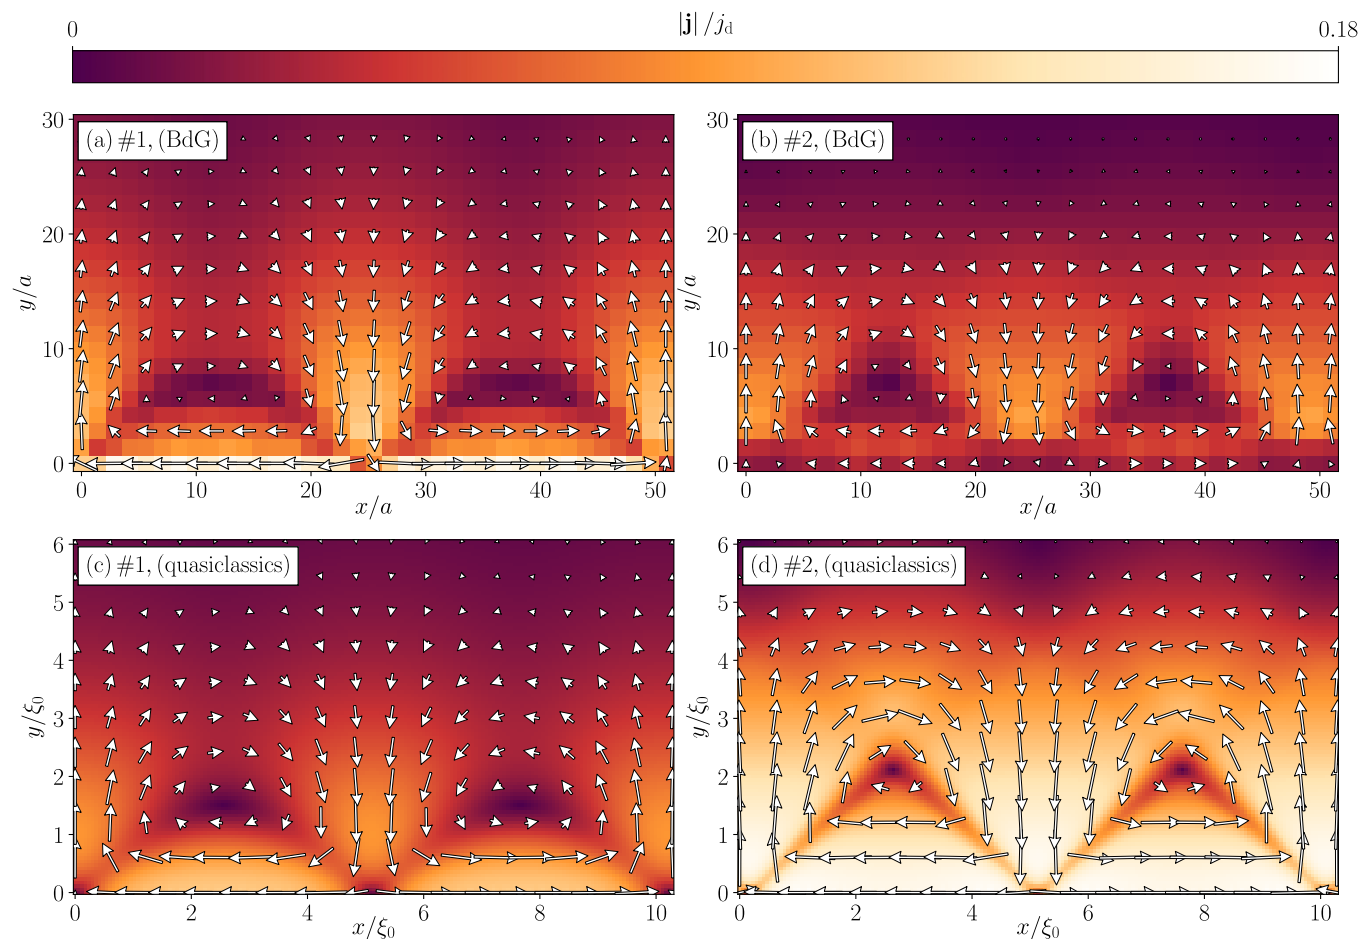 |j| /j_d
0 0.18
(a) #1, (BdG)
(b) #2, (BdG)
30
20
10
0
y/a
0 10 20 30 40 50
x/a
30
20
10
0
y/a
0 10 20 30 40 50
x/a
(c) #1, (quasiclassics)
(d) #2, (quasiclassics)
6
5
4
3
2
1
0
y/ξ₀
0 2 4 6 8 10
x/ξ₀
6
5
4
3
2
1
0
y/ξ₀
0 2 4 6 8 10
x/ξ₀